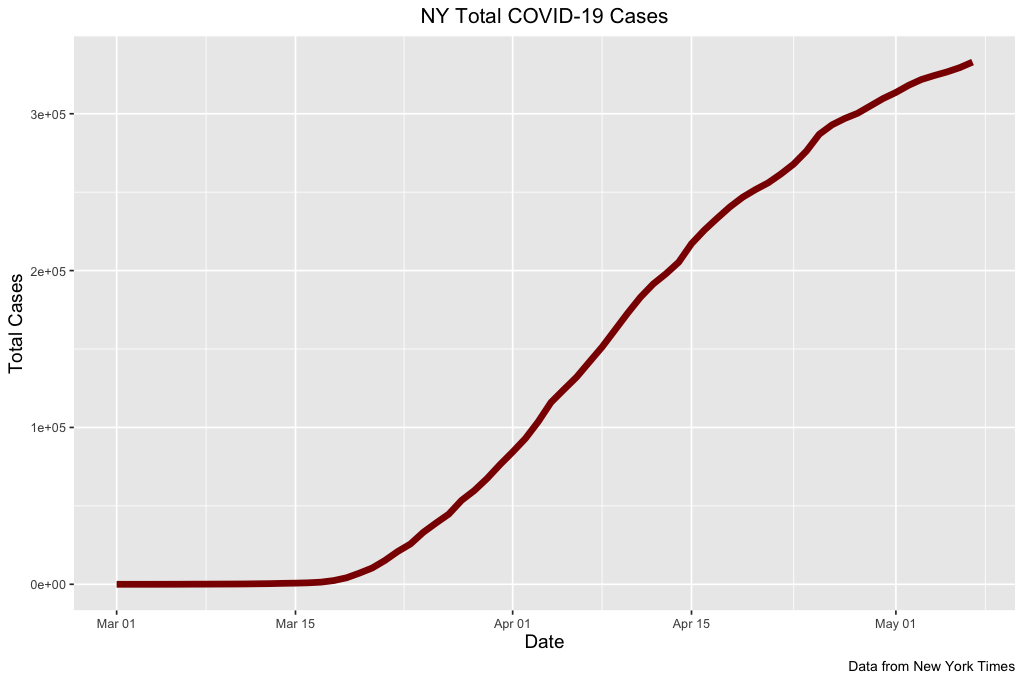 NY Total COVID-19 Cases
Total Cases
3e+05
2e+05
1e+05
0e+00
Mar 01 Mar 15 Apr 01 Apr 15 May 01
Date
Data from New York Times